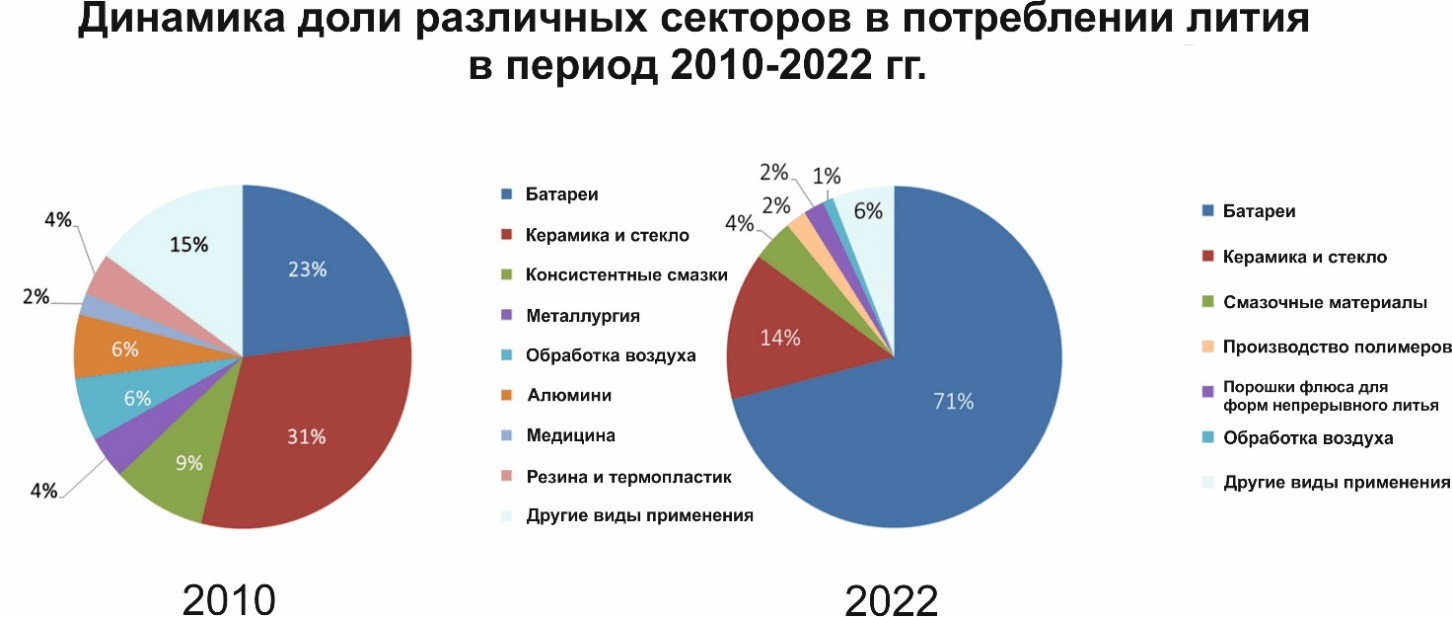 Динамика доли различных секторов в потреблении лития
в период 2010-2022 гг.
4%
15%
23%
2%
6%
6%
31%
9%
4%
Батареи
Керамика и стекло
Консистентные смазки
Металлургия
Обработка воздуха
Алюмини
Медицина
Резина и термопластик
Другие виды применения
2010
2%
1%
2%
6%
4%
14%
71%
Батареи
Керамика и стекло
Смазочные материалы
Производство полимеров
Порошки флюса для
форм непрерывного литья
Обработка воздуха
Другие виды применения
2022